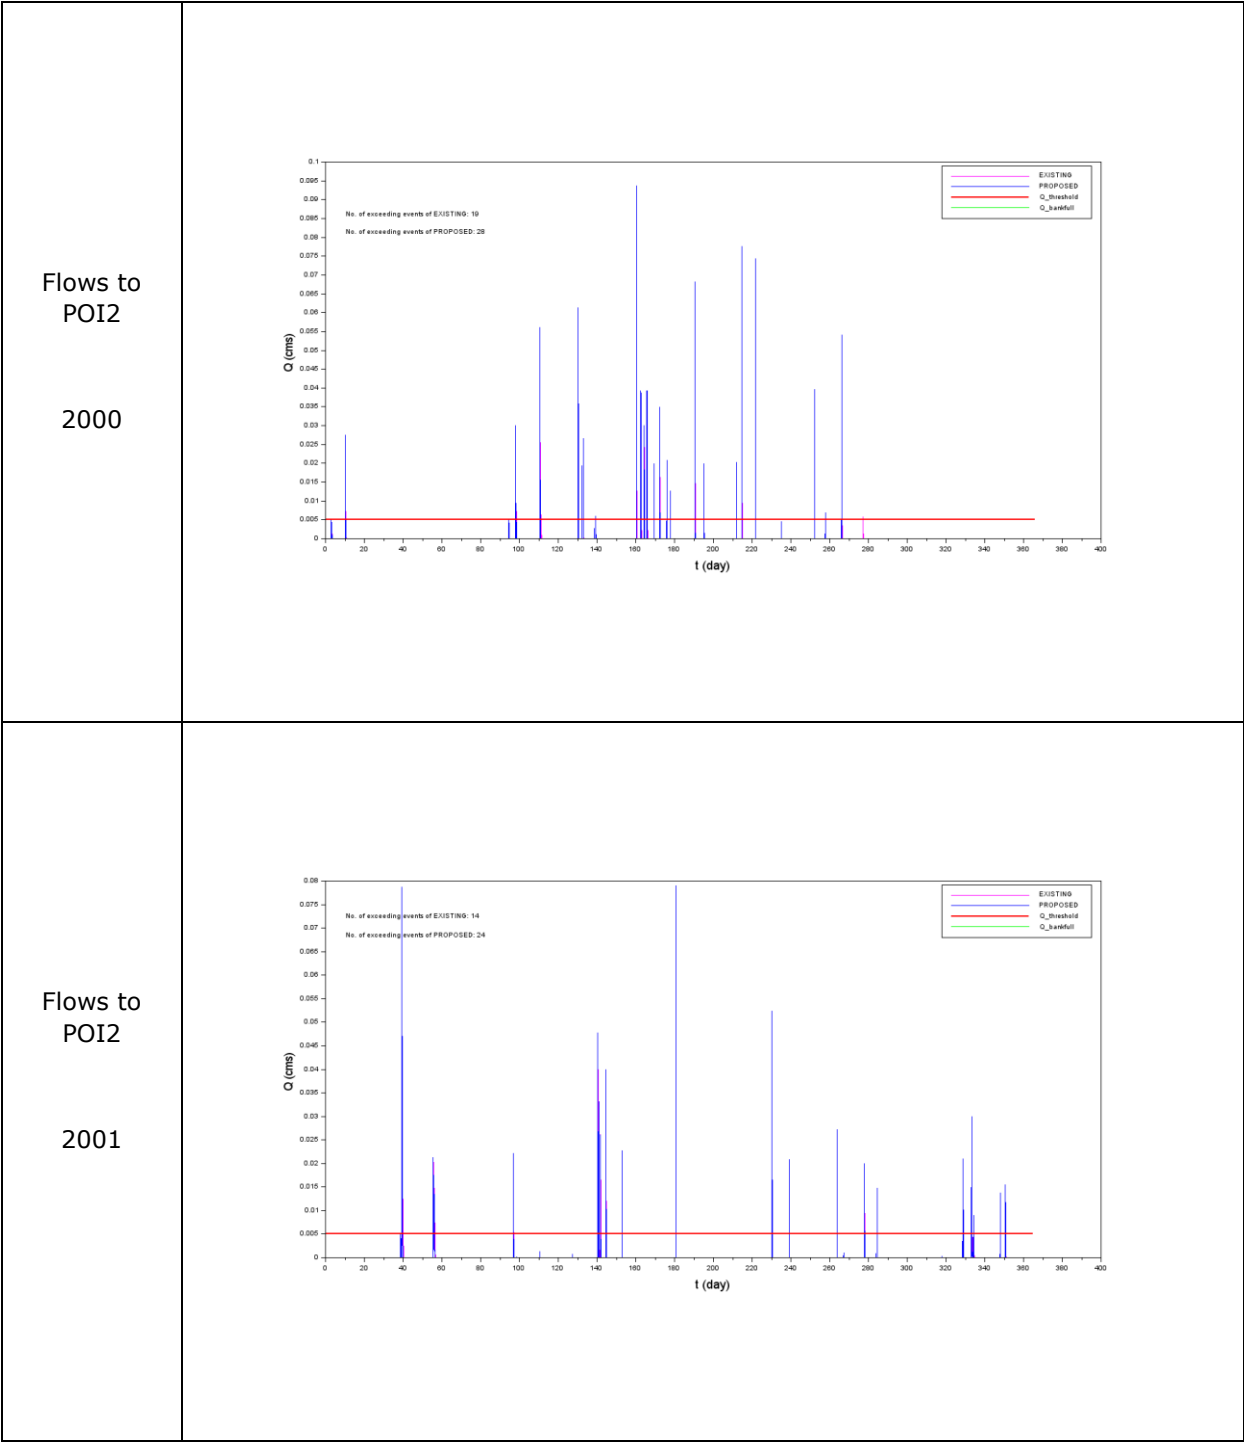 Flows to
POI2
2000
0.1
0.095
0.09
0.085
0.08
0.075
0.07
0.065
0.06
0.055
0.05
0.045
0.04
0.035
0.03
0.025
0.02
0.015
0.01
0.005
0
Q (cms)
No. of exceeding events of EXISTING: 19
No. of exceeding events of PROPOSED: 28
EXISTING
PROPOSED
Q_threshold
Q_bankfull
0 20 40 60 80 100 120 140 160 180 200 220 240 260 280 300 320 340 360 380 400
t (day)
Flows to
POI2
2001
0.08
0.075
0.07
0.065
0.06
0.055
0.05
0.045
0.04
0.035
0.03
0.025
0.02
0.015
0.01
0.005
0
Q (cms)
No. of exceeding events of EXISTING: 14
No. of exceeding events of PROPOSED: 24
EXISTING
PROPOSED
Q_threshold
Q_bankfull
0 20 40 60 80 100 120 140 160 180 200 220 240 260 280 300 320 340 360 380 400
t (day)